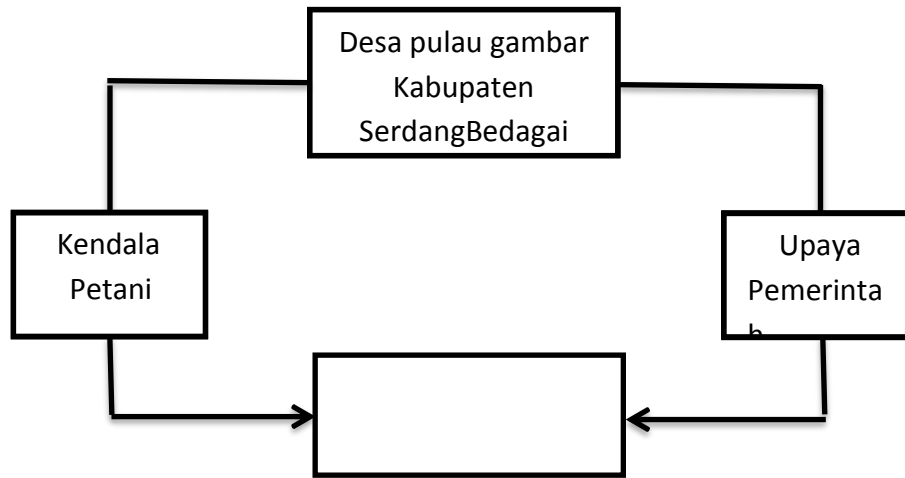 Desa pulau gambar
Kabupaten
SerdangBedagai
Kendala
Petani
Upaya
Pemerinta
h